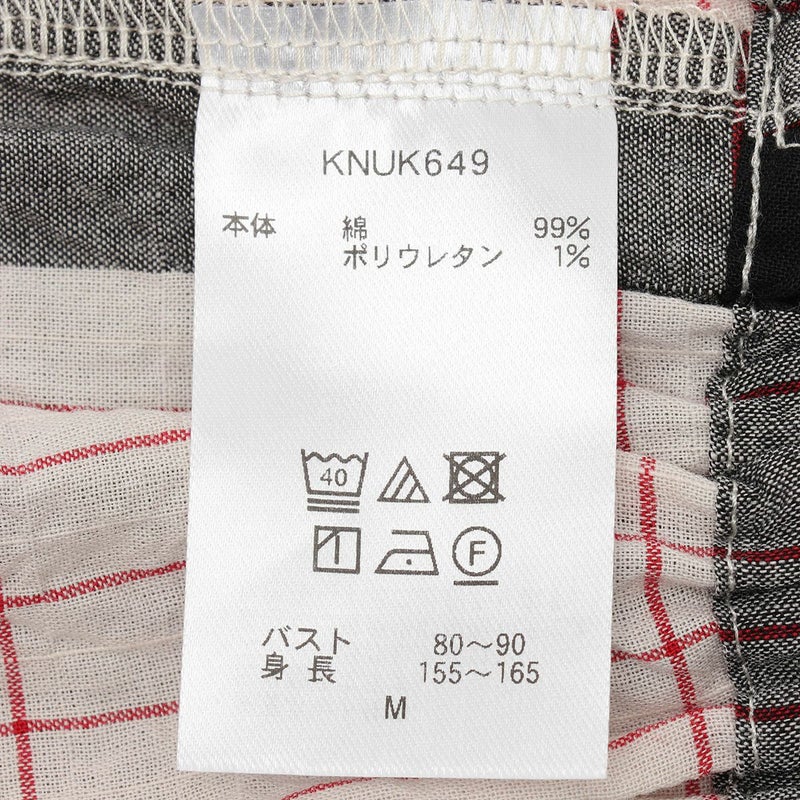 KNUK649
本体 綿 99%
ポリウレタン 1%
40
F
バスト 80〜90
身長 155〜165
M